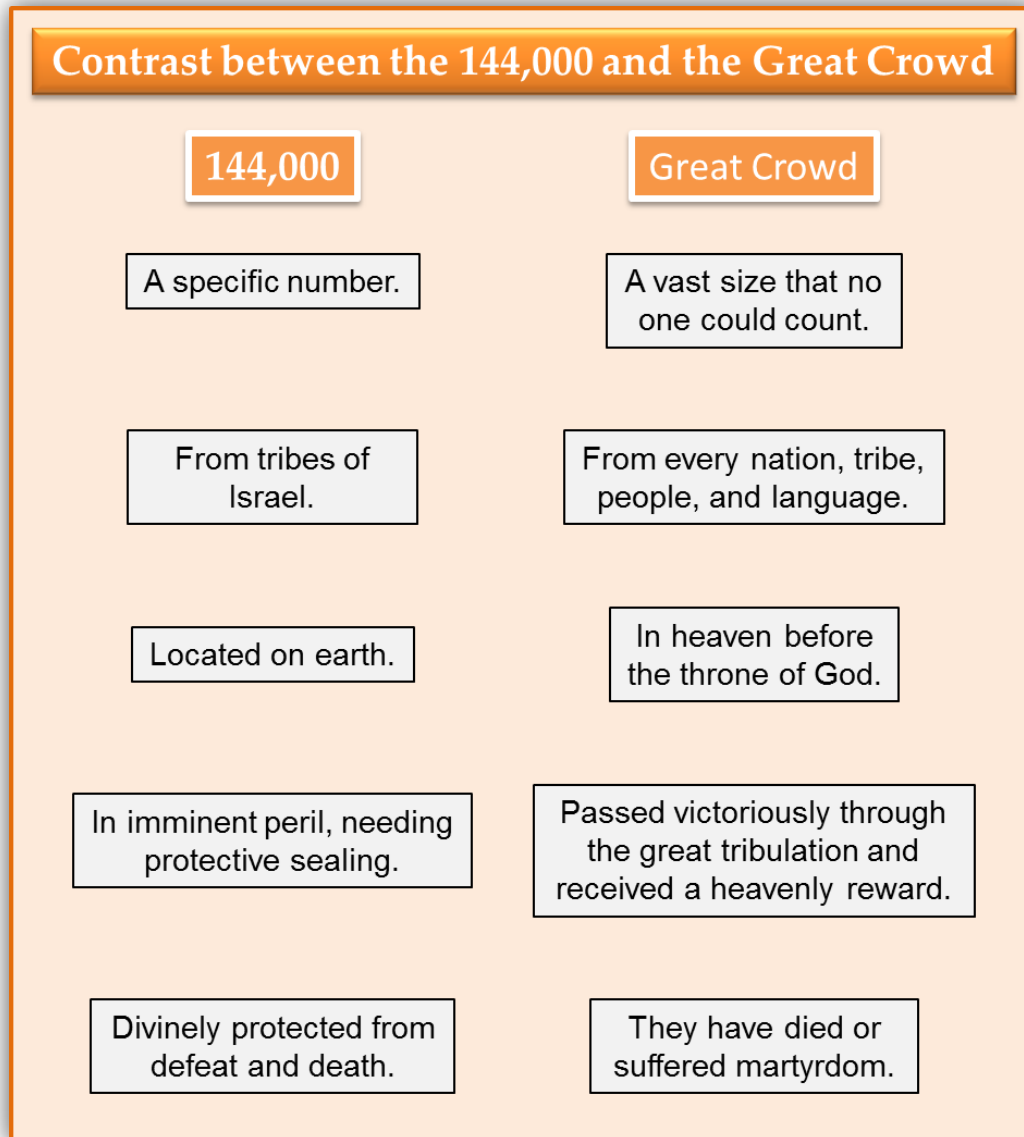 Contrast between the 144,000 and the Great Crowd
144,000
Great Crowd
A specific number.
A vast size that no
one could count.
From tribes of
Israel.
From every nation, tribe,
people, and language.
Located on earth.
In heaven before
the throne of God.
In imminent peril, needing
protective sealing.
Passed victoriously through
the great tribulation and
received a heavenly reward.
Divinely protected from
defeat and death.
They have died or
suffered martyrdom.